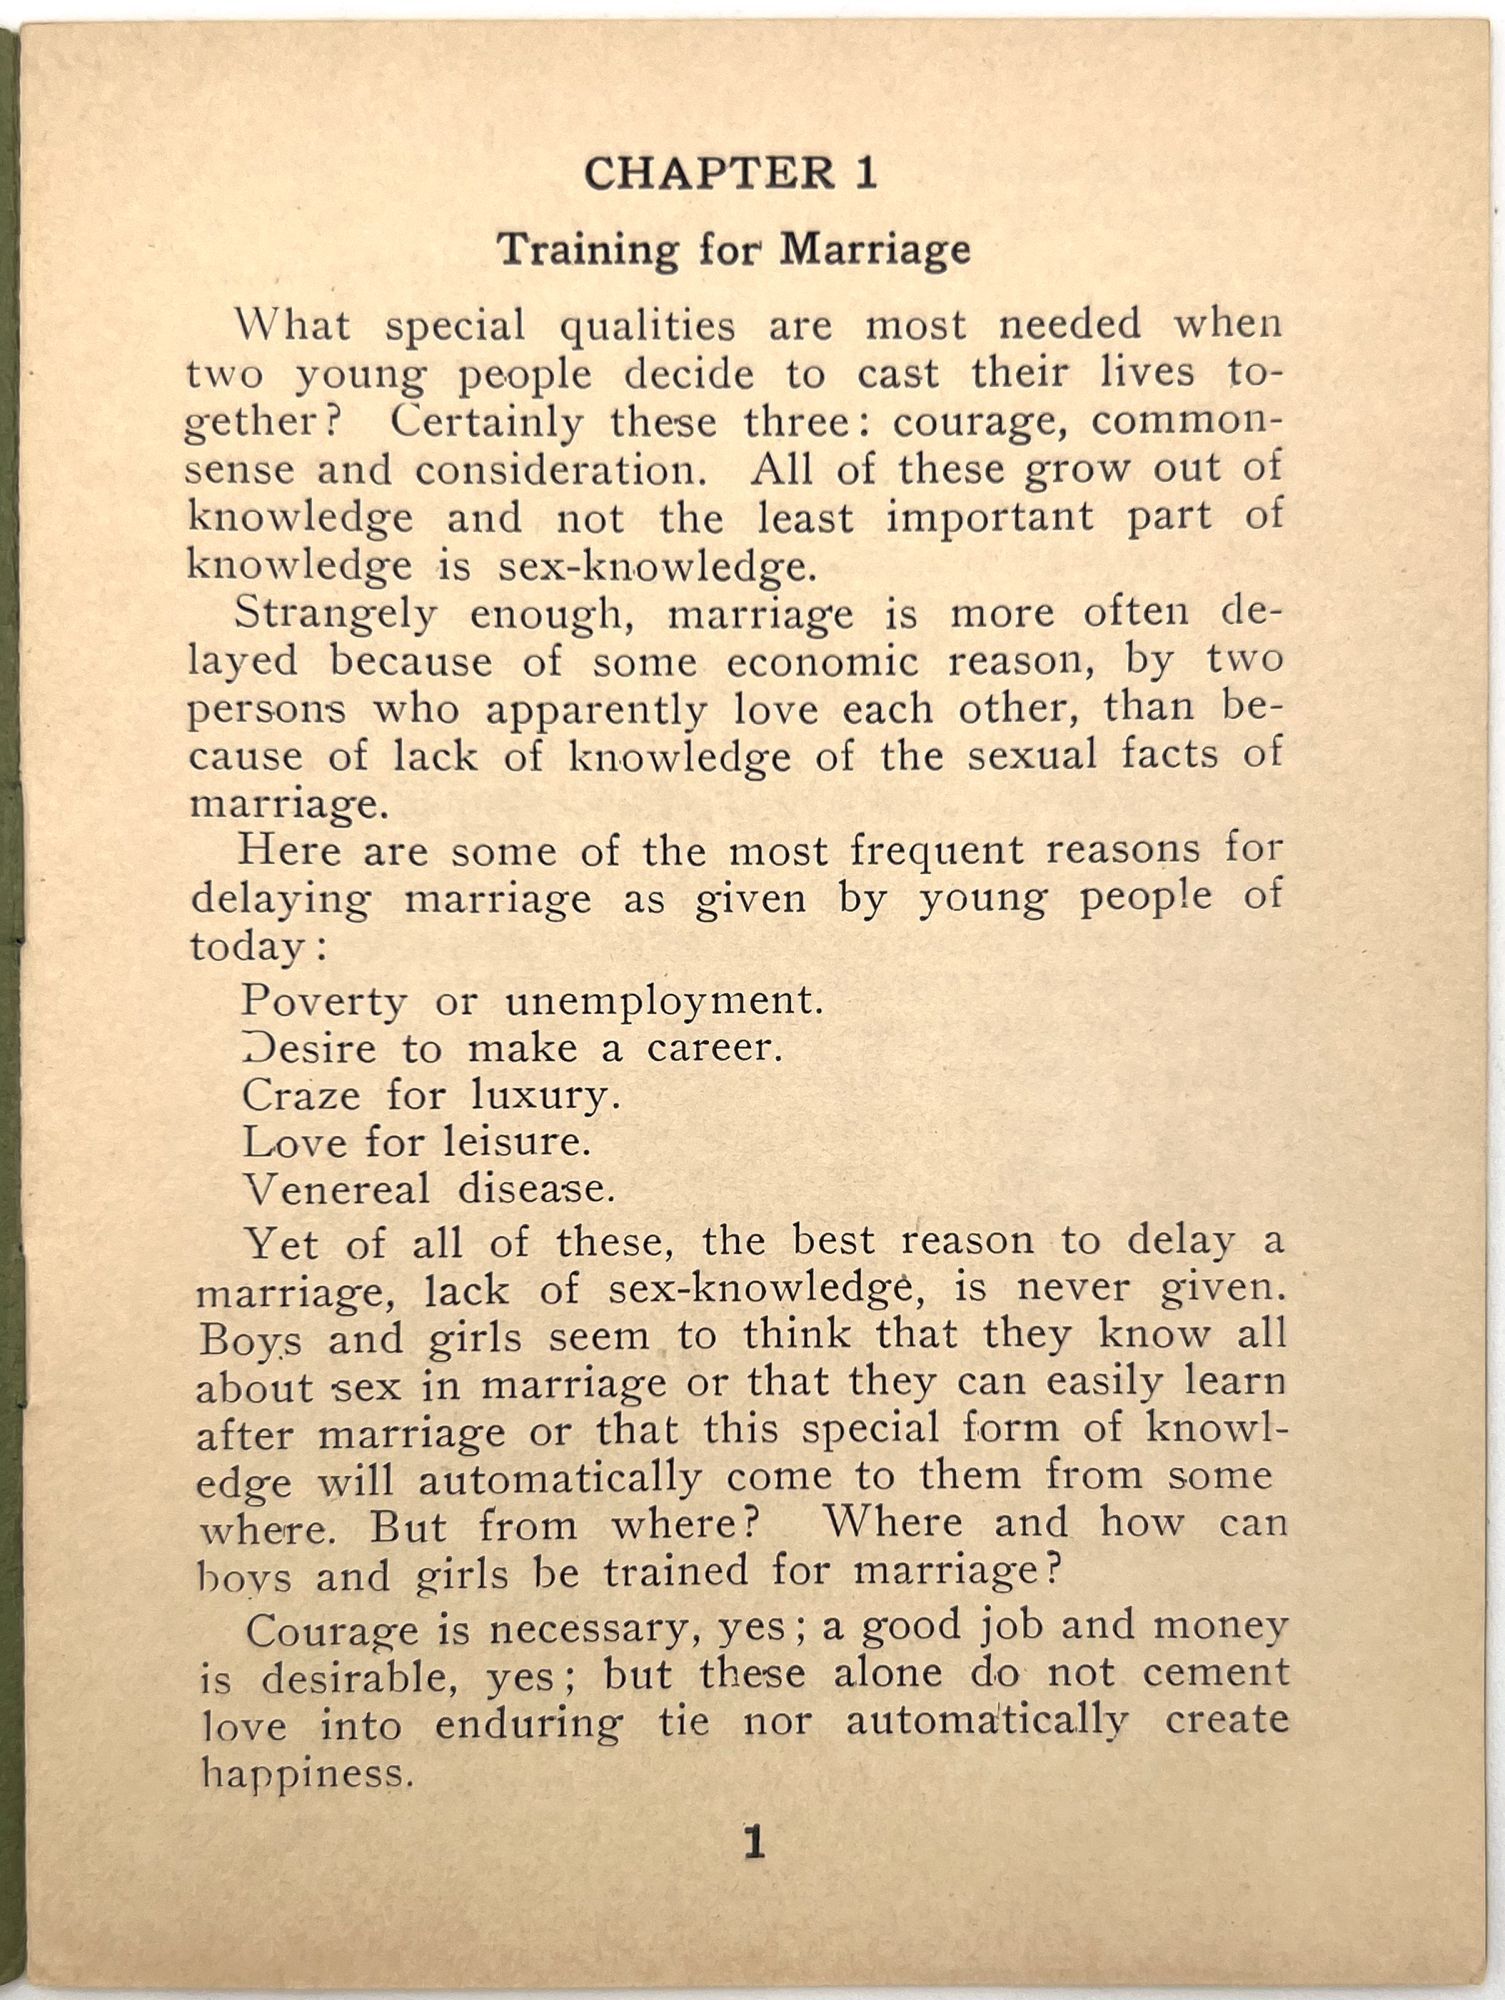 CHAPTER 1
Training for Marriage
What special qualities are most needed when
two young people decide to cast their lives to-
gether? Certainly these three: courage, common-
sense and consideration. All of these grow out of
knowledge and not the least important part of
knowledge is sex-knowledge.
Strangely enough, marriage is more often de-
layed because of some economic reason, by two
persons who apparently love each other, than be-
cause of lack of knowledge of the sexual facts of
marriage.
Here are some of the most frequent reasons for
delaying marriage as given by young people of
today:
Poverty or unemployment.
Desire to make a career.
Craze for luxury.
Love for leisure.
Venereal disease.
Yet of all of these, the best reason to delay a
marriage, lack of sex-knowledge, is never given.
Boys and girls seem to think that they know all
about sex in marriage or that they can easily learn
after marriage or that this special form of knowl-
edge will automatically come to them from some
where. But from where? Where and how can
boys and girls be trained for marriage?
Courage is necessary, yes; a good job and money
is desirable, yes; but these alone do not cement
love into enduring tie nor automatically create
happiness.
1